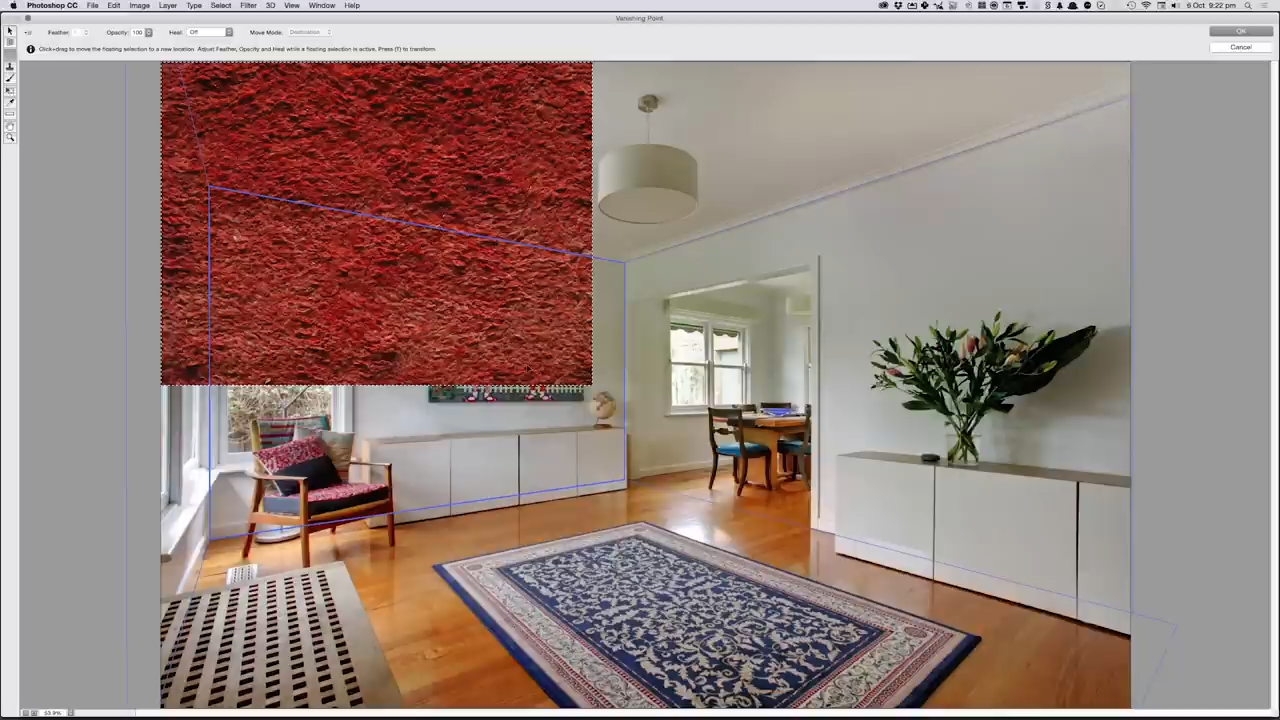 Photoshop CC File Edit Image Layer Type Select Filter 3D View Window Help 6 Oct 9:22 pm
Vanishing Point
Feather: Opacity: 100 Heal: Off Move Mode: Destination OK
Click+drag to move the floating selection to a new location. Adjust Feather, Opacity and Heal while a floating selection is active. Press (T) to transform. Cancel
53.9%